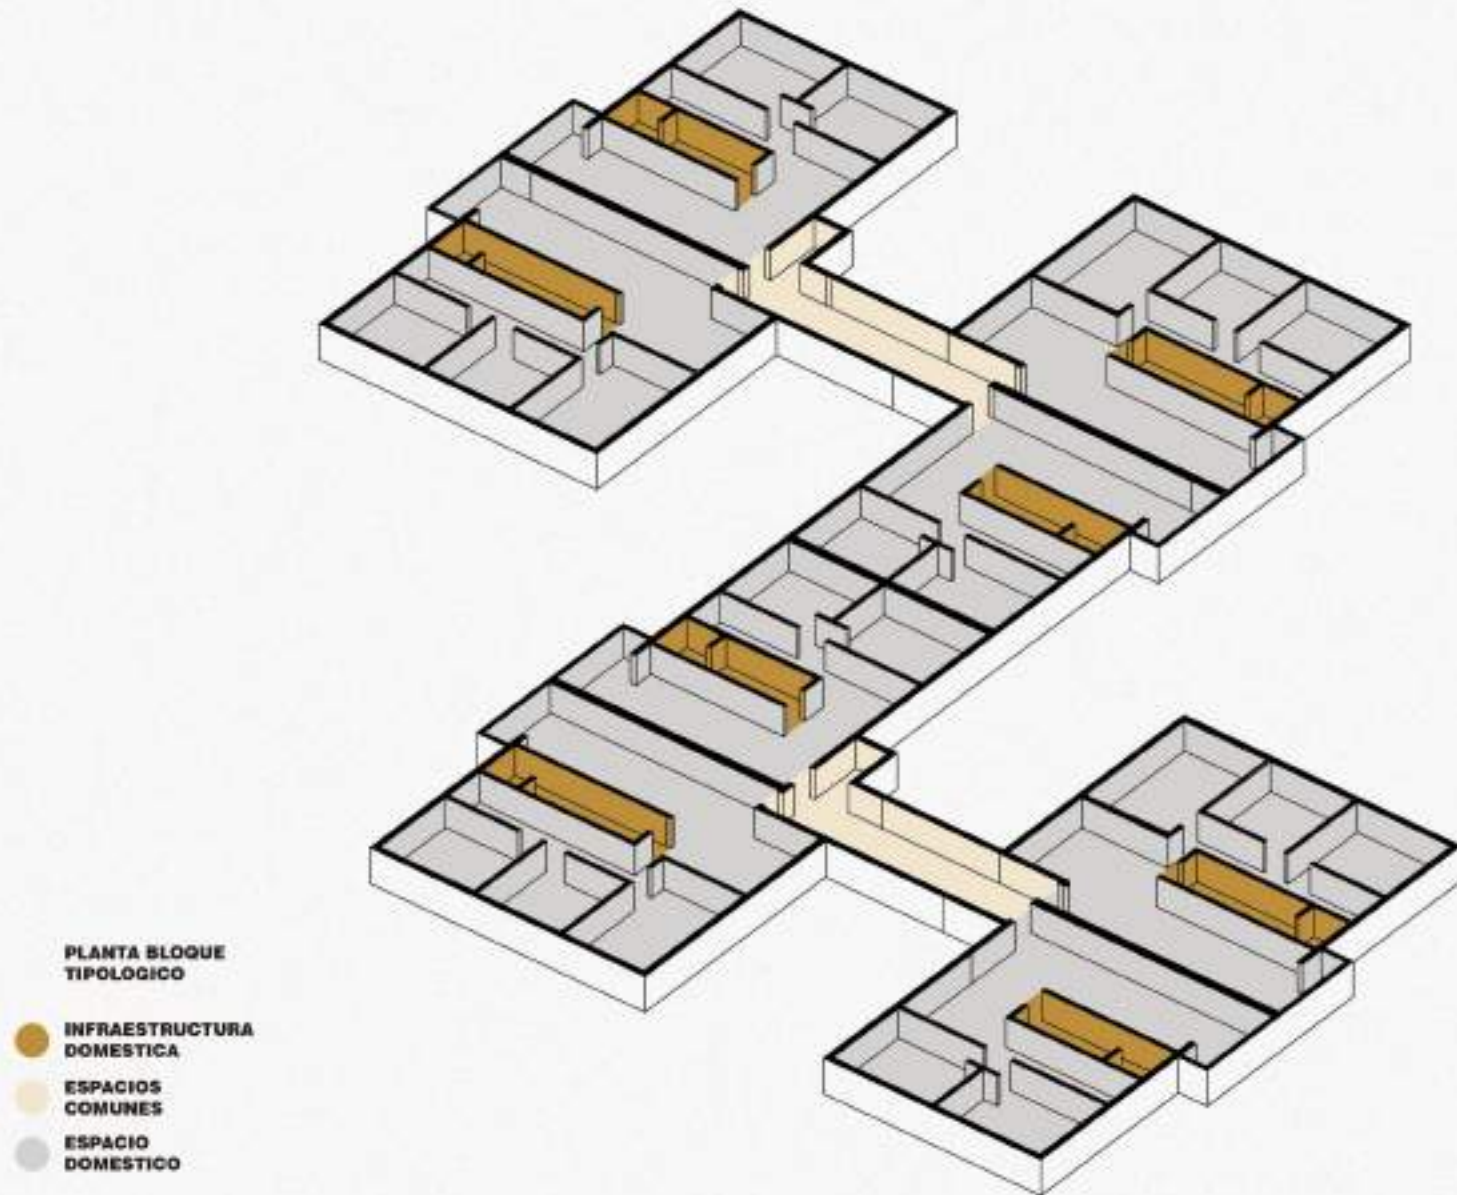 PLANTA BLOQUE
TIPOLOGICO
INFRAESTRUCTURA
DOMESTICA
ESPACIOS
COMUNES
ESPACIO
DOMESTICO